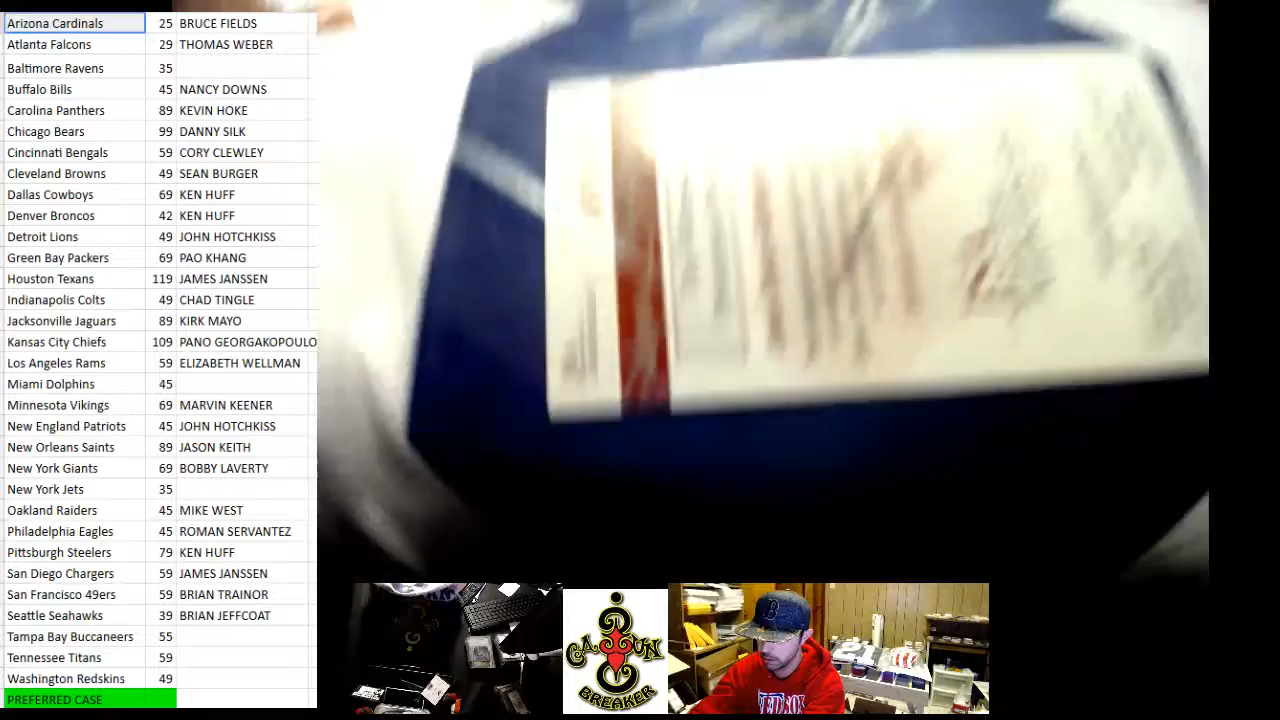 Arizona Cardinals 25 BRUCE FIELDS
Atlanta Falcons 29 THOMAS WEBER
Baltimore Ravens 35
Buffalo Bills 45 NANCY DOWNS
Carolina Panthers 89 KEVIN HOKE
Chicago Bears 99 DANNY SILK
Cincinnati Bengals 59 CORY CLEWLEY
Cleveland Browns 49 SEAN BURGER
Dallas Cowboys 69 KEN HUFF
Denver Broncos 42 KEN HUFF
Detroit Lions 49 JOHN HOTCHKISS
Green Bay Packers 69 PAO KHANG
Houston Texans 119 JAMES JANSSEN
Indianapolis Colts 49 CHAD TINGLE
Jacksonville Jaguars 89 KIRK MAYO
Kansas City Chiefs 109 PANO GEORGAKOPOULO
Los Angeles Rams 59 ELIZABETH WELLMAN
Miami Dolphins 45
Minnesota Vikings 69 MARVIN KEENER
New England Patriots 45 JOHN HOTCHKISS
New Orleans Saints 89 JASON KEITH
New York Giants 69 BOBBY LAVERTY
New York Jets 35
Oakland Raiders 45 MIKE WEST
Philadelphia Eagles 45 ROMAN SERVANTEZ
Pittsburgh Steelers 79 KEN HUFF
San Diego Chargers 59 JAMES JANSSEN
San Francisco 49ers 59 BRIAN TRAINOR
Seattle Seahawks 39 BRIAN JEFFCOAT
Tampa Bay Buccaneers 55
Tennessee Titans 59
Washington Redskins 49
PREFERRED CASE
CAJUN
BREAKER
B
21
RED SOX